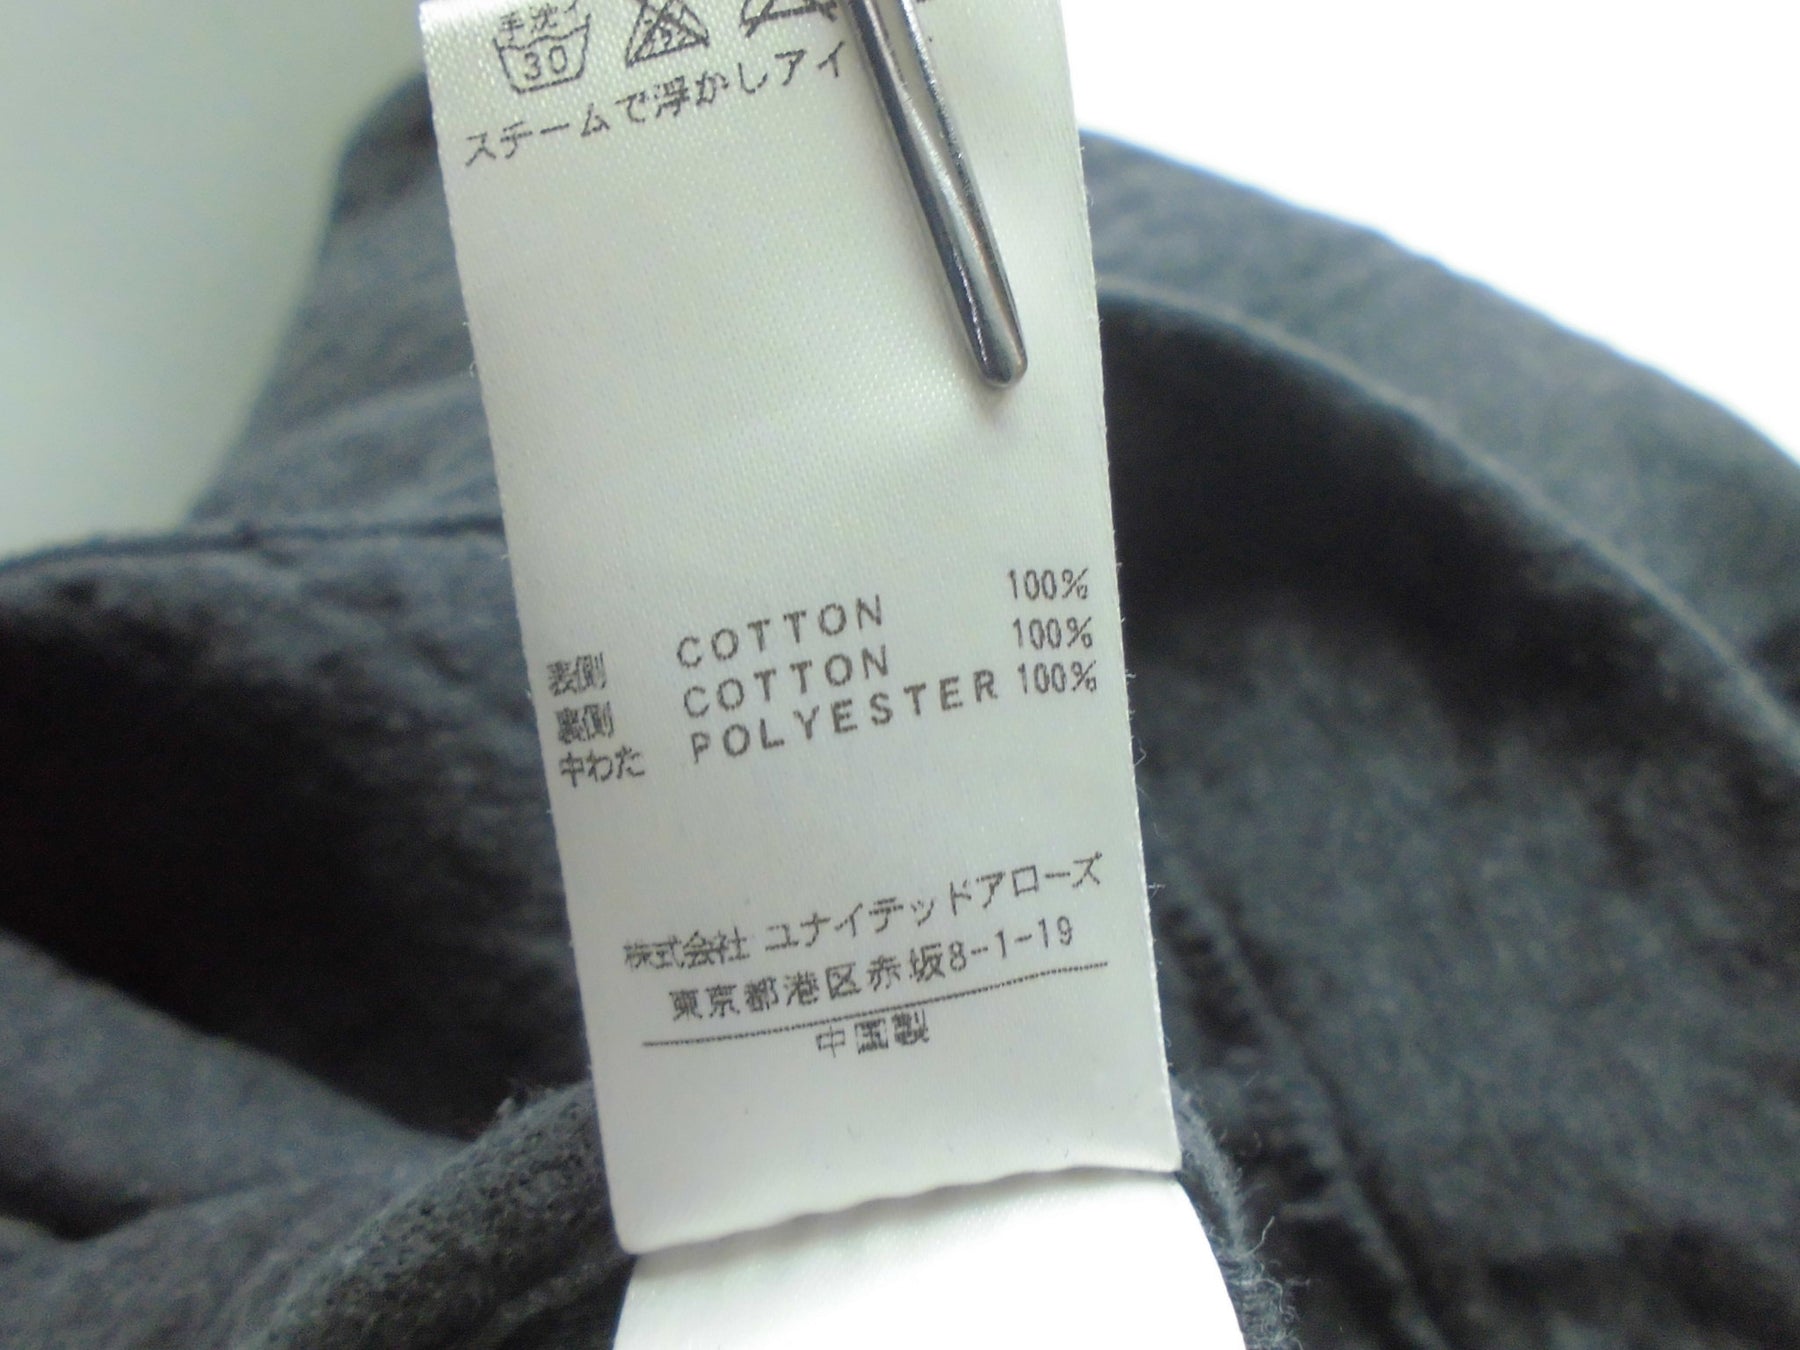 手洗イ
30
スチームで浮かしアイ
表側 COTTON 100%
裏側 COTTON 100%
中わた POLYESTER 100%
株式会社 ユナイテッドアローズ
東京都港区赤坂8-1-19
中国製